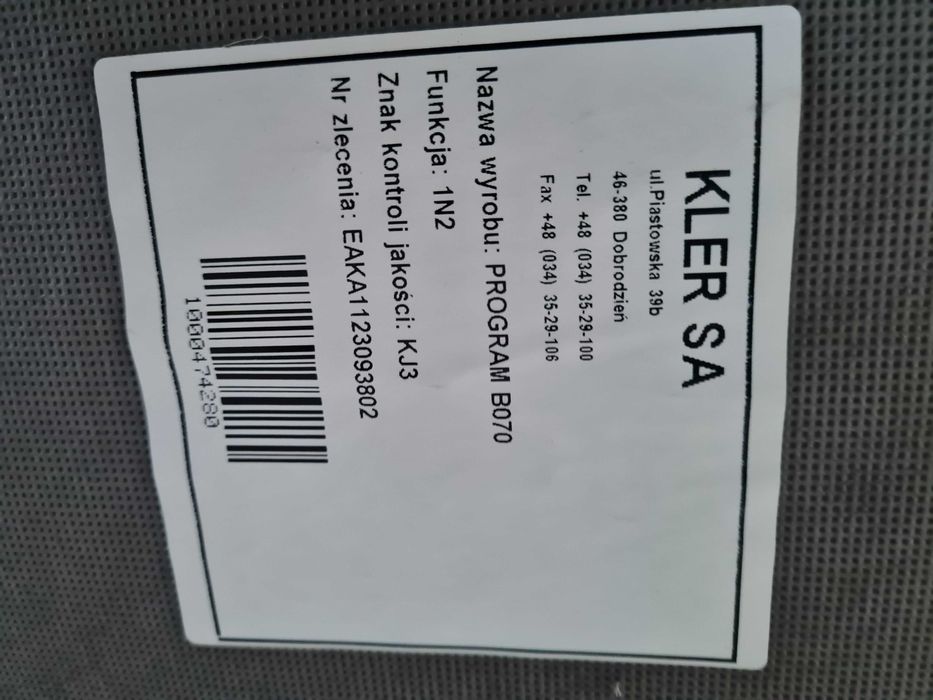 KLER SA
ul.Piastowska 39b
46-380 Dobrodzień
Tel. +48 (034) 35-29-100
Fax +48 (034) 35-29-106
Nazwa wyrobu: PROGRAM B070
Funkcja: 1N2
Znak kontroli jakości: KJ3
Nr zlecenia: EAKA1123093802
1000474280